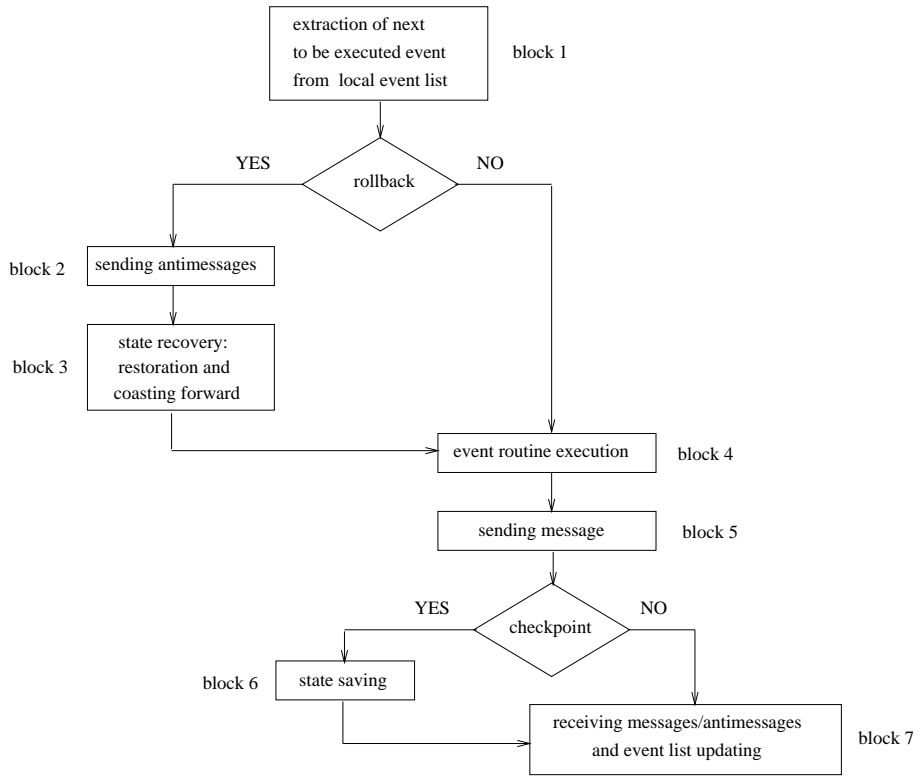 extraction of next
to be executed event
from local event list
block 1
YES
NO
rollback
block 2
sending antimessages
block 3
state recovery:
restoration and
coasting forward
event routine execution
block 4
sending message
block 5
YES
NO
checkpoint
block 6
state saving
receiving messages/antimessages
and event list updating
block 7